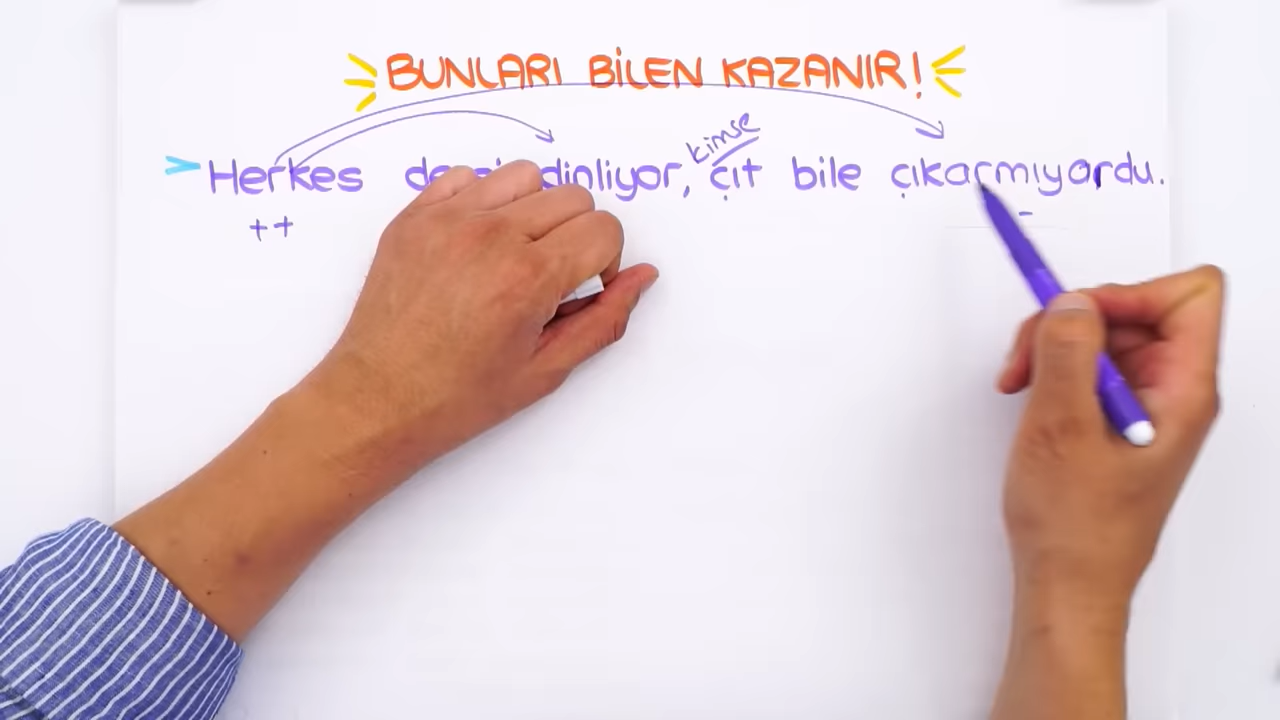 BUNLARI BİLEN KAZANIR!
kimse
> Herkes dinliyor, çıt bile çıkarmıyordu.
++ -